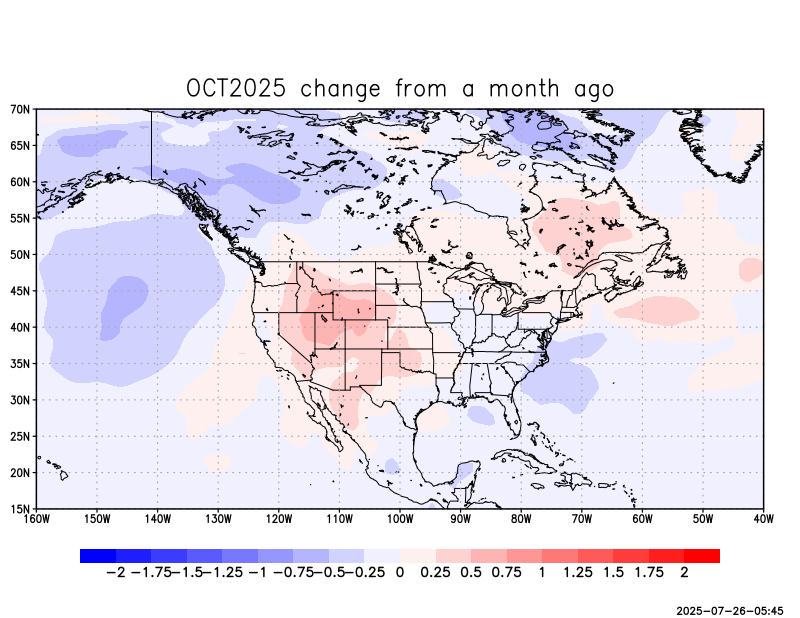 OCT2025 change from a month ago
70N
65N
60N
55N
50N
45N
40N
35N
30N
25N
20N
15N
160W 150W 140W 130W 120W 110W 100W 90W 80W 70W 60W 50W 40W
−2 −1.75 −1.5 −1.25 −1 −0.75 −0.5 −0.25 0 0.25 0.5 0.75 1 1.25 1.5 1.75 2
2025-07-26-05:45